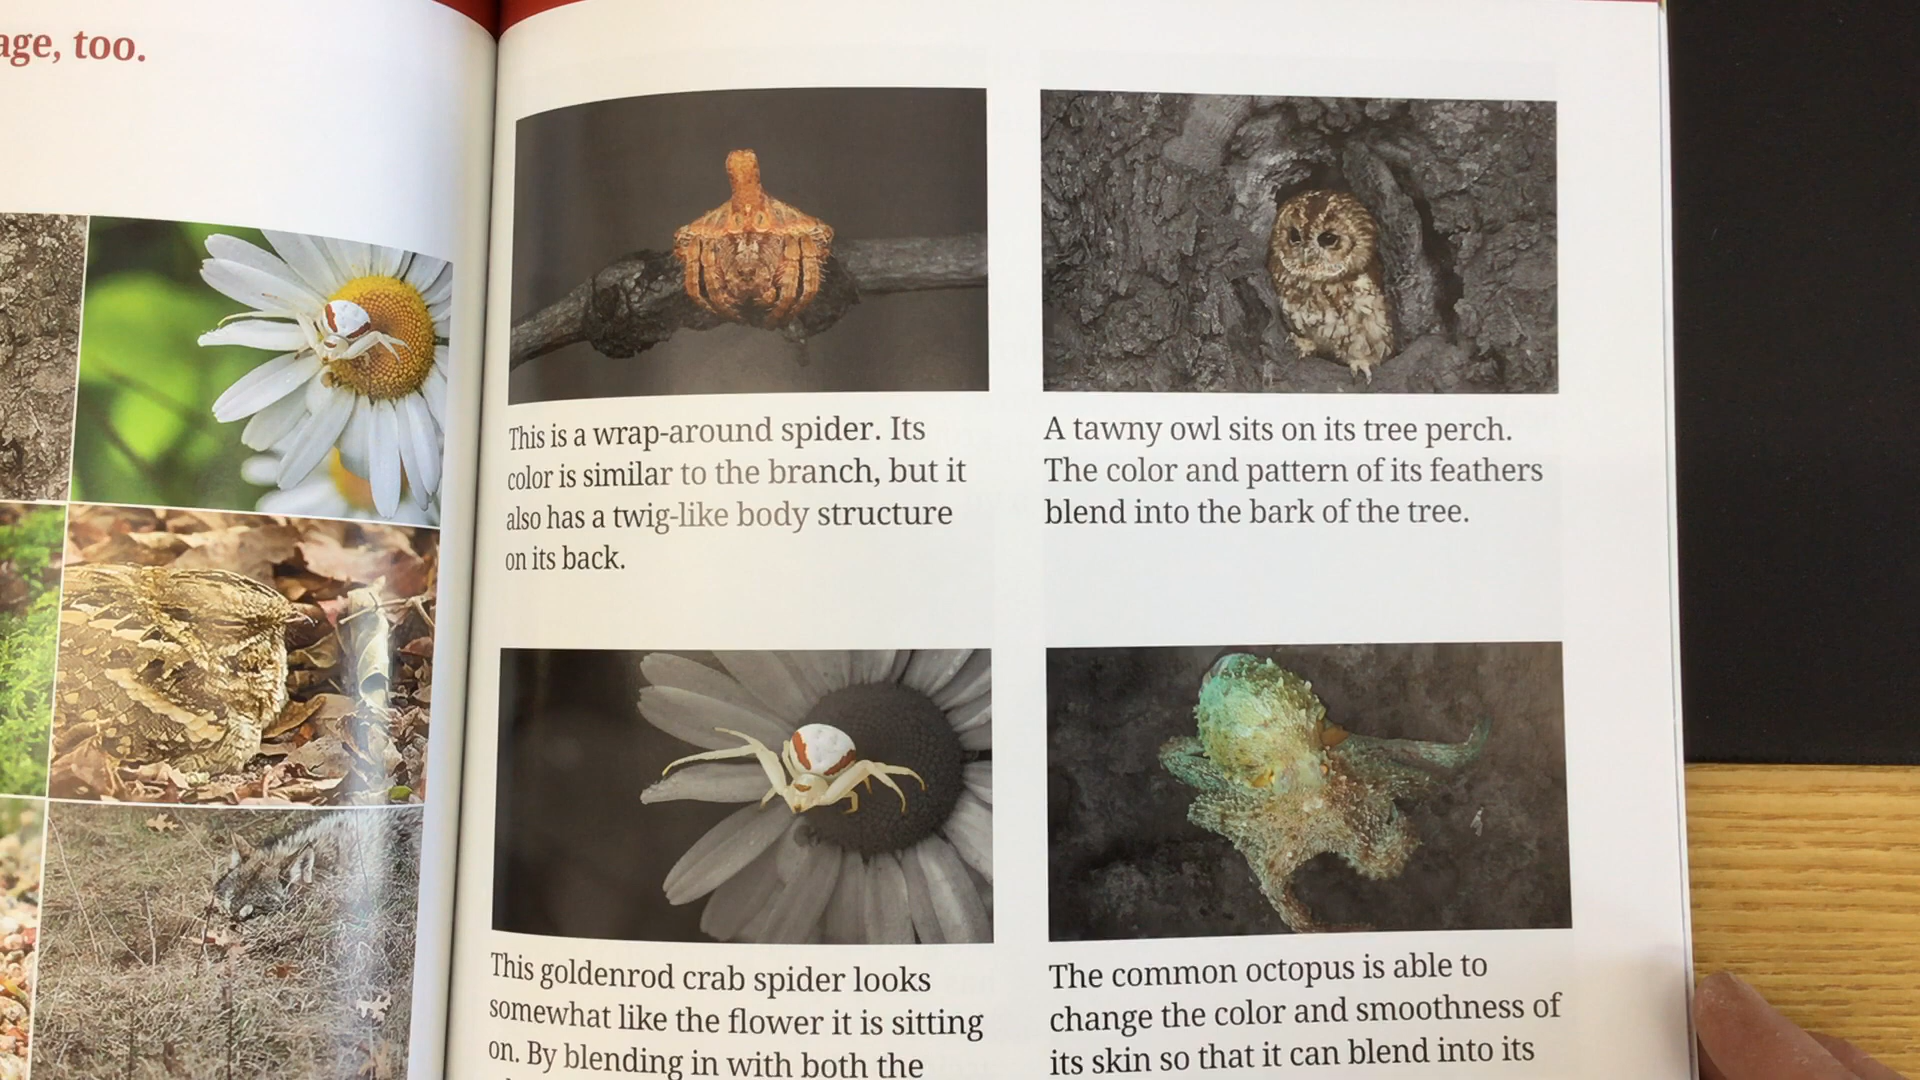 age, too.
This is a wrap-around spider. Its
color is similar to the branch, but it
also has a twig-like body structure
on its back.
A tawny owl sits on its tree perch.
The color and pattern of its feathers
blend into the bark of the tree.
This goldenrod crab spider looks
somewhat like the flower it is sitting
on. By blending in with both the
The common octopus is able to
change the color and smoothness of
its skin so that it can blend into its